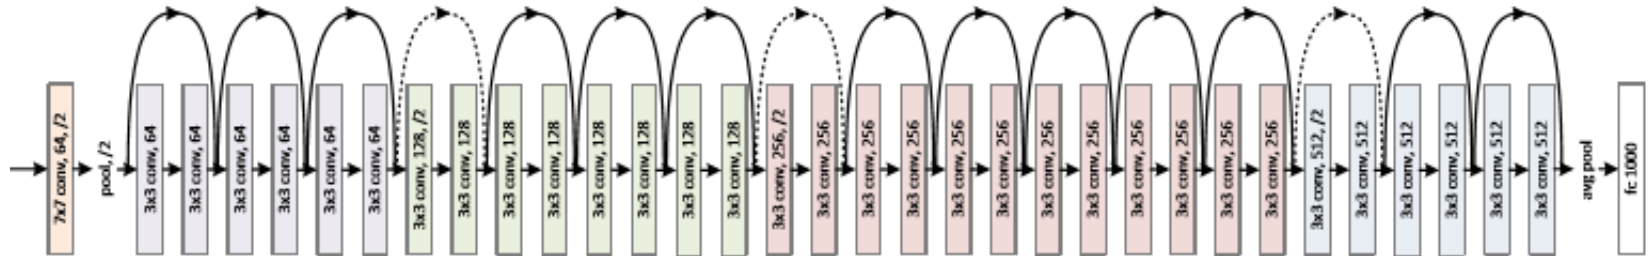 7x7 conv, 64, /2
pool, /2
3x3 conv, 64
3x3 conv, 64
3x3 conv, 64
3x3 conv, 64
3x3 conv, 64
3x3 conv, 64
3x3 conv, 128, /2
3x3 conv, 128
3x3 conv, 128
3x3 conv, 128
3x3 conv, 128
3x3 conv, 128
3x3 conv, 128
3x3 conv, 128
3x3 conv, 256, /2
3x3 conv, 256
3x3 conv, 256
3x3 conv, 256
3x3 conv, 256
3x3 conv, 256
3x3 conv, 256
3x3 conv, 256
3x3 conv, 256
3x3 conv, 256
3x3 conv, 256
3x3 conv, 256
3x3 conv, 512, /2
3x3 conv, 512
3x3 conv, 512
3x3 conv, 512
3x3 conv, 512
3x3 conv, 512
avg pool
fc 1000